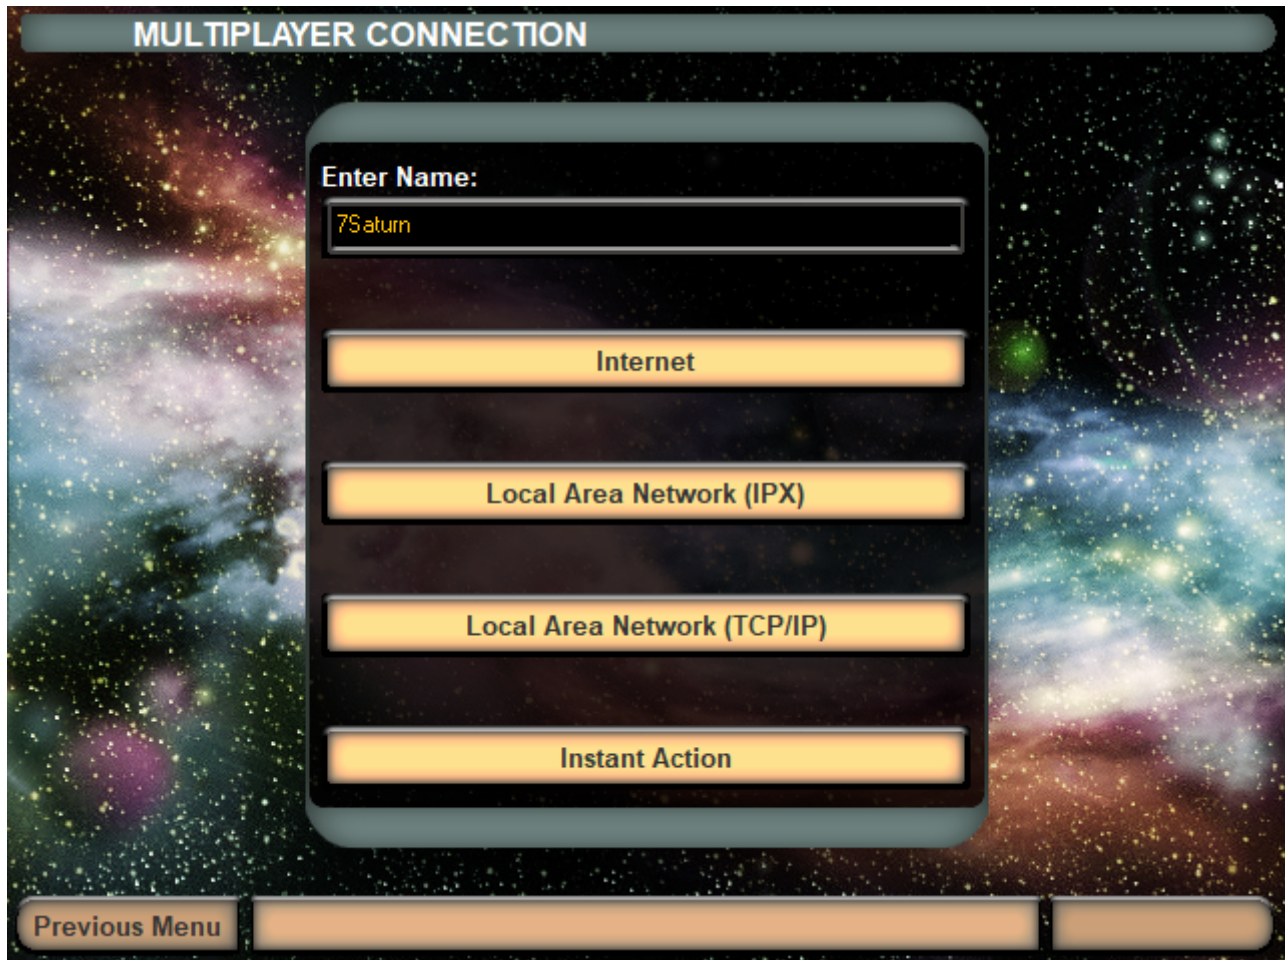 MULTIPLAYER CONNECTION
Enter Name:
7Saturn
Internet
Local Area Network (IPX)
Local Area Network (TCP/IP)
Instant Action
Previous Menu